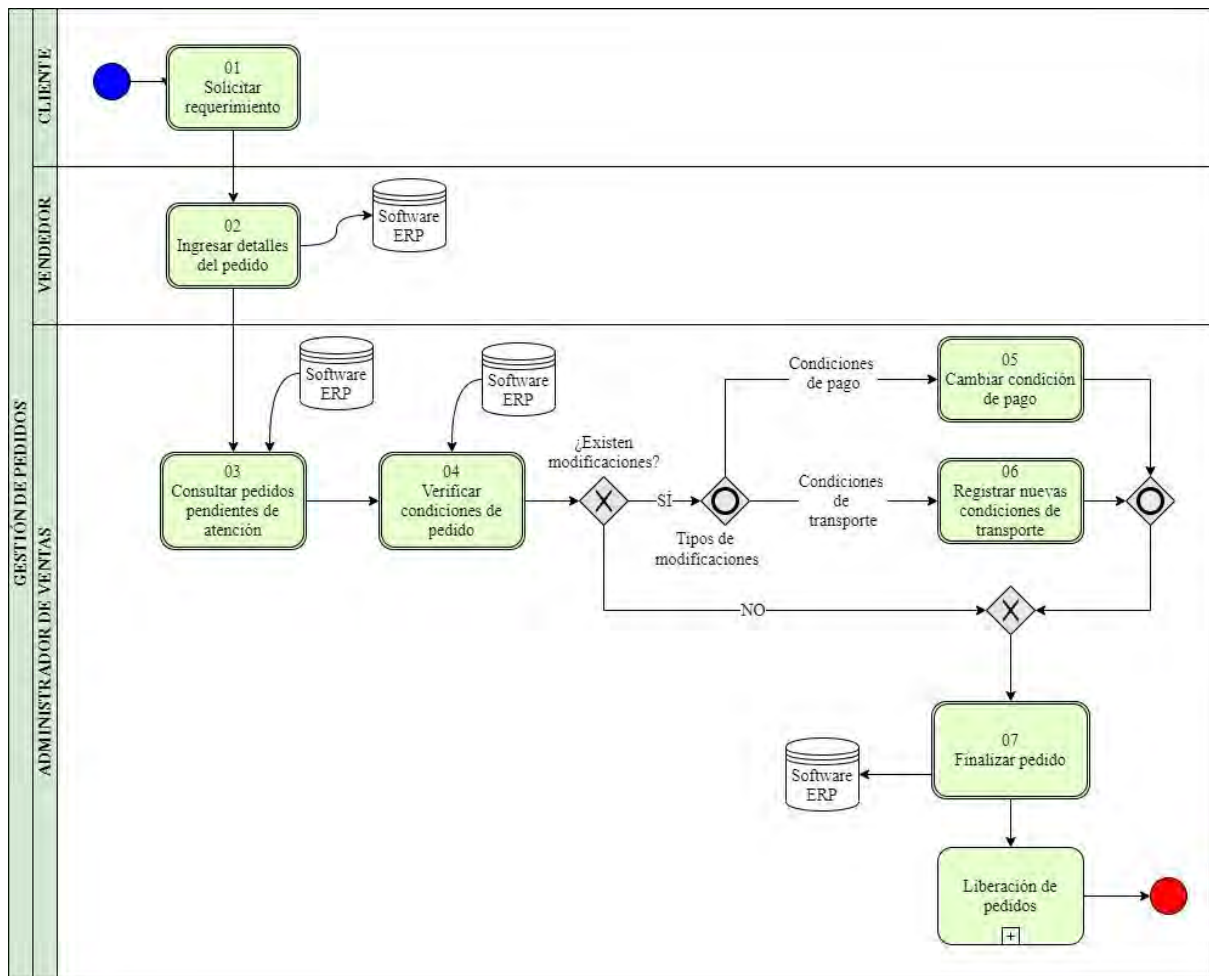 GESTIÓN DE PEDIDOS
CLIENTE
01
Solicitar
requerimiento
VENDEDOR
02
Ingresar detalles
del pedido
Software
ERP
ADMINISTRADOR DE VENTAS
Software
ERP
03
Consultar pedidos
pendientes de
atención
Software
ERP
04
Verificar
condiciones de
pedido
¿Existen
modificaciones?
X
SÍ
Tipos de
modificaciones
Condiciones
de pago
05
Cambiar condición
de pago
Condiciones
de
transporte
06
Registrar nuevas
condiciones de
transporte
NO
X
07
Finalizar pedido
Software
ERP
Liberación de
pedidos
+